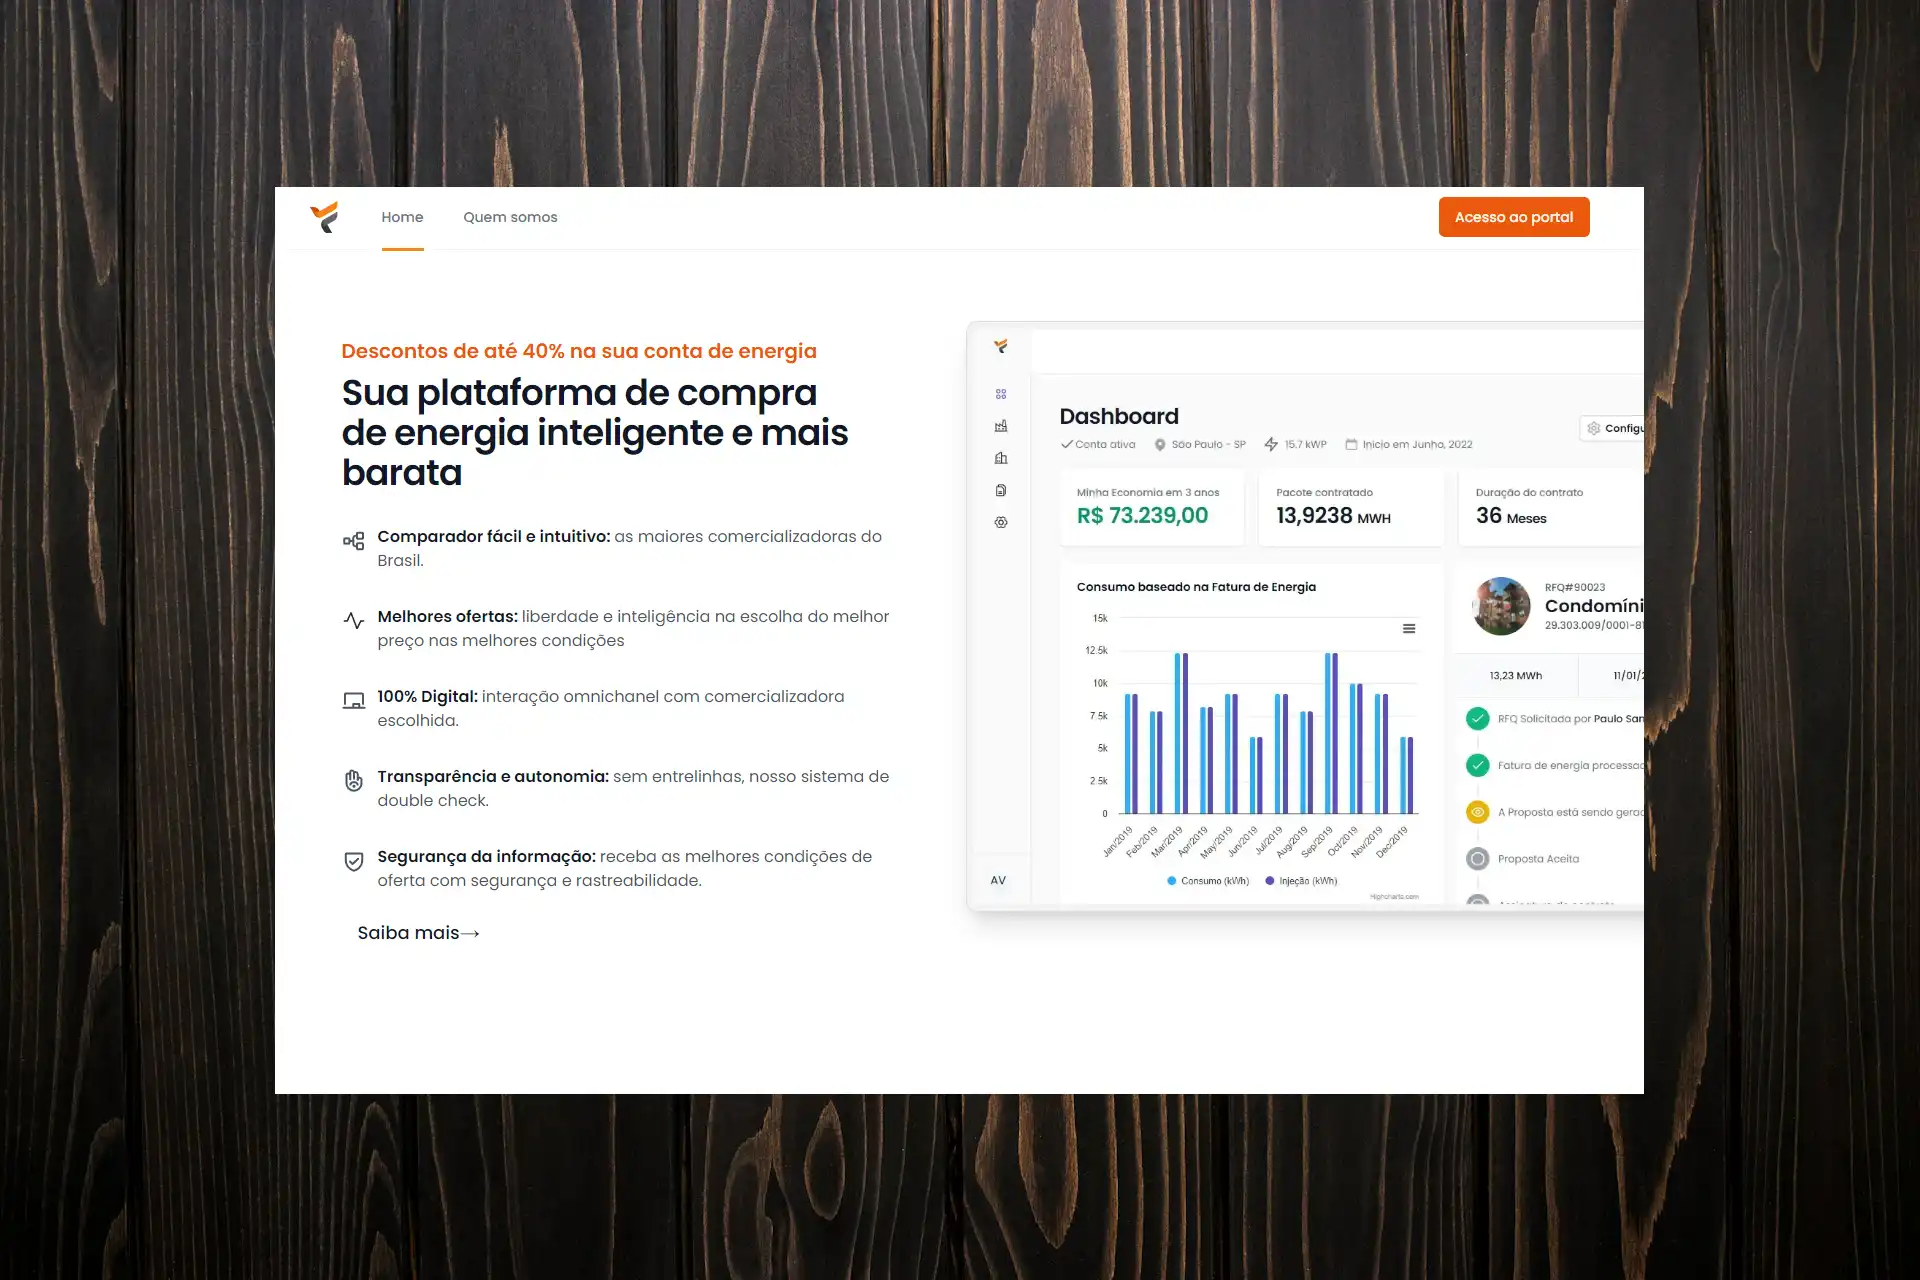 Home
Quem somos
Acesso ao portal
Descontos de até 40% na sua conta de energia
Sua plataforma de compra
de energia inteligente e mais
barata
Comparador fácil e intuitivo: as maiores comercializadoras do
Brasil.
Melhores ofertas: liberdade e inteligência na escolha do melhor
preço nas melhores condições
100% Digital: interação omnichanel com comercializadora
escolhida.
Transparência e autonomia: sem entrelinhas, nosso sistema de
double check.
Segurança da informação: receba as melhores condições de
oferta com segurança e rastreabilidade.
Saiba mais→
Dashboard
Conta ativa
São Paulo - SP
15.7 kWP
Inicio em Junho, 2022
Minha Economia em 3 anos
R$ 73.239,00
Pacote contratado
13,9238 MWH
Duração do contrato
36 Meses
Consumo baseado na Fatura de Energia
15k
12.5k
10k
7.5k
5k
2.5k
0
Jan/2019
Feb/2019
Mar/2019
Apr/2019
May/2019
Jun/2019
Jul/2019
Aug/2019
Sep/2019
Oct/2019
Nov/2019
Dec/2019
Consumo (kWh)
Injeção (kWh)
Highcharts.com
AV
RFQ#90023
29.303.009/0001-81
13,23 MWh
RFQ Solicitada por Paulo
Fatura de energia
A Proposta está sendo
Proposta Aceita